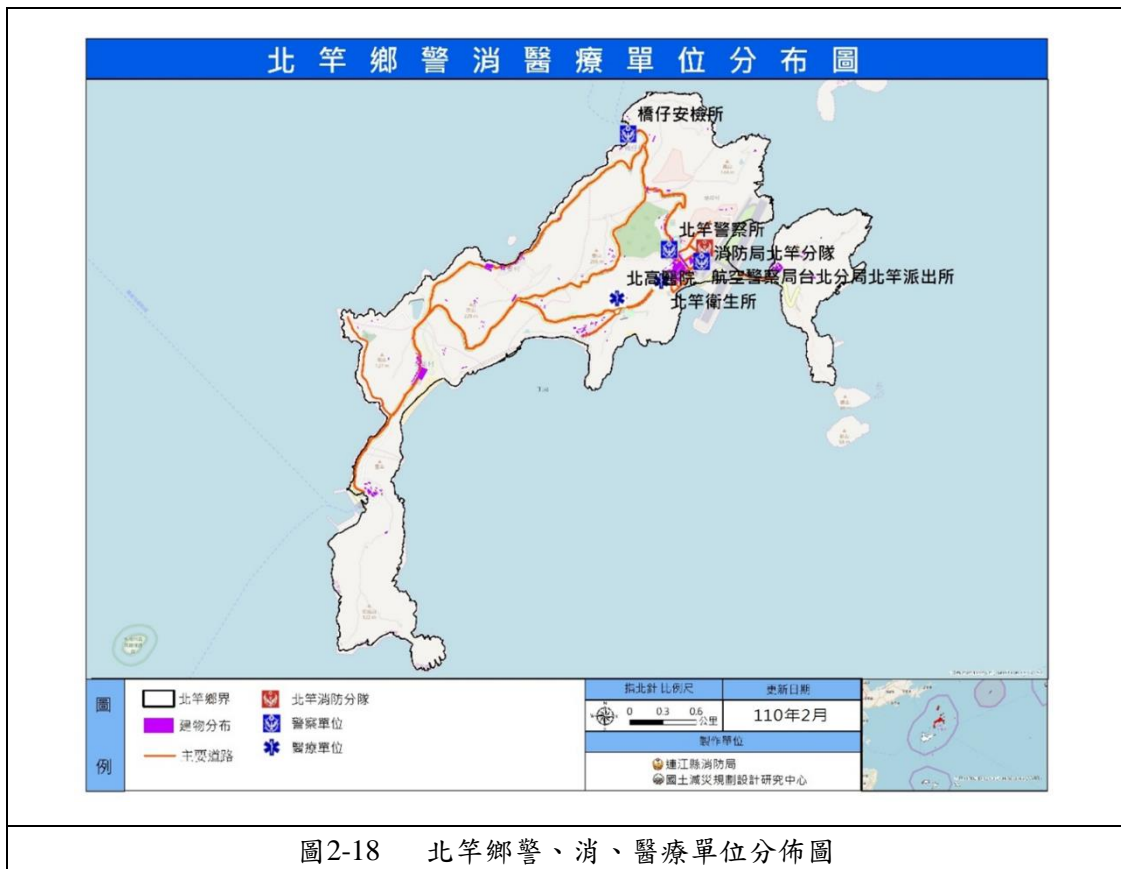 北竿鄉警消醫療單位分布圖
橋仔安檢所
北竿警察所
消防局北竿分隊
北高醫院
航空警察局台北分局北竿派出所
北竿衛生所
圖例
北竿鄉界
建物分布
主要道路
北竿消防分隊
警察單位
醫療單位
指北針 比例尺
0 0.3 0.6
公里
更新日期
110年2月
製作單位
連江縣消防局
國土減災規劃設計研究中心
圖2-18 北竿鄉警、消、醫療單位分佈圖